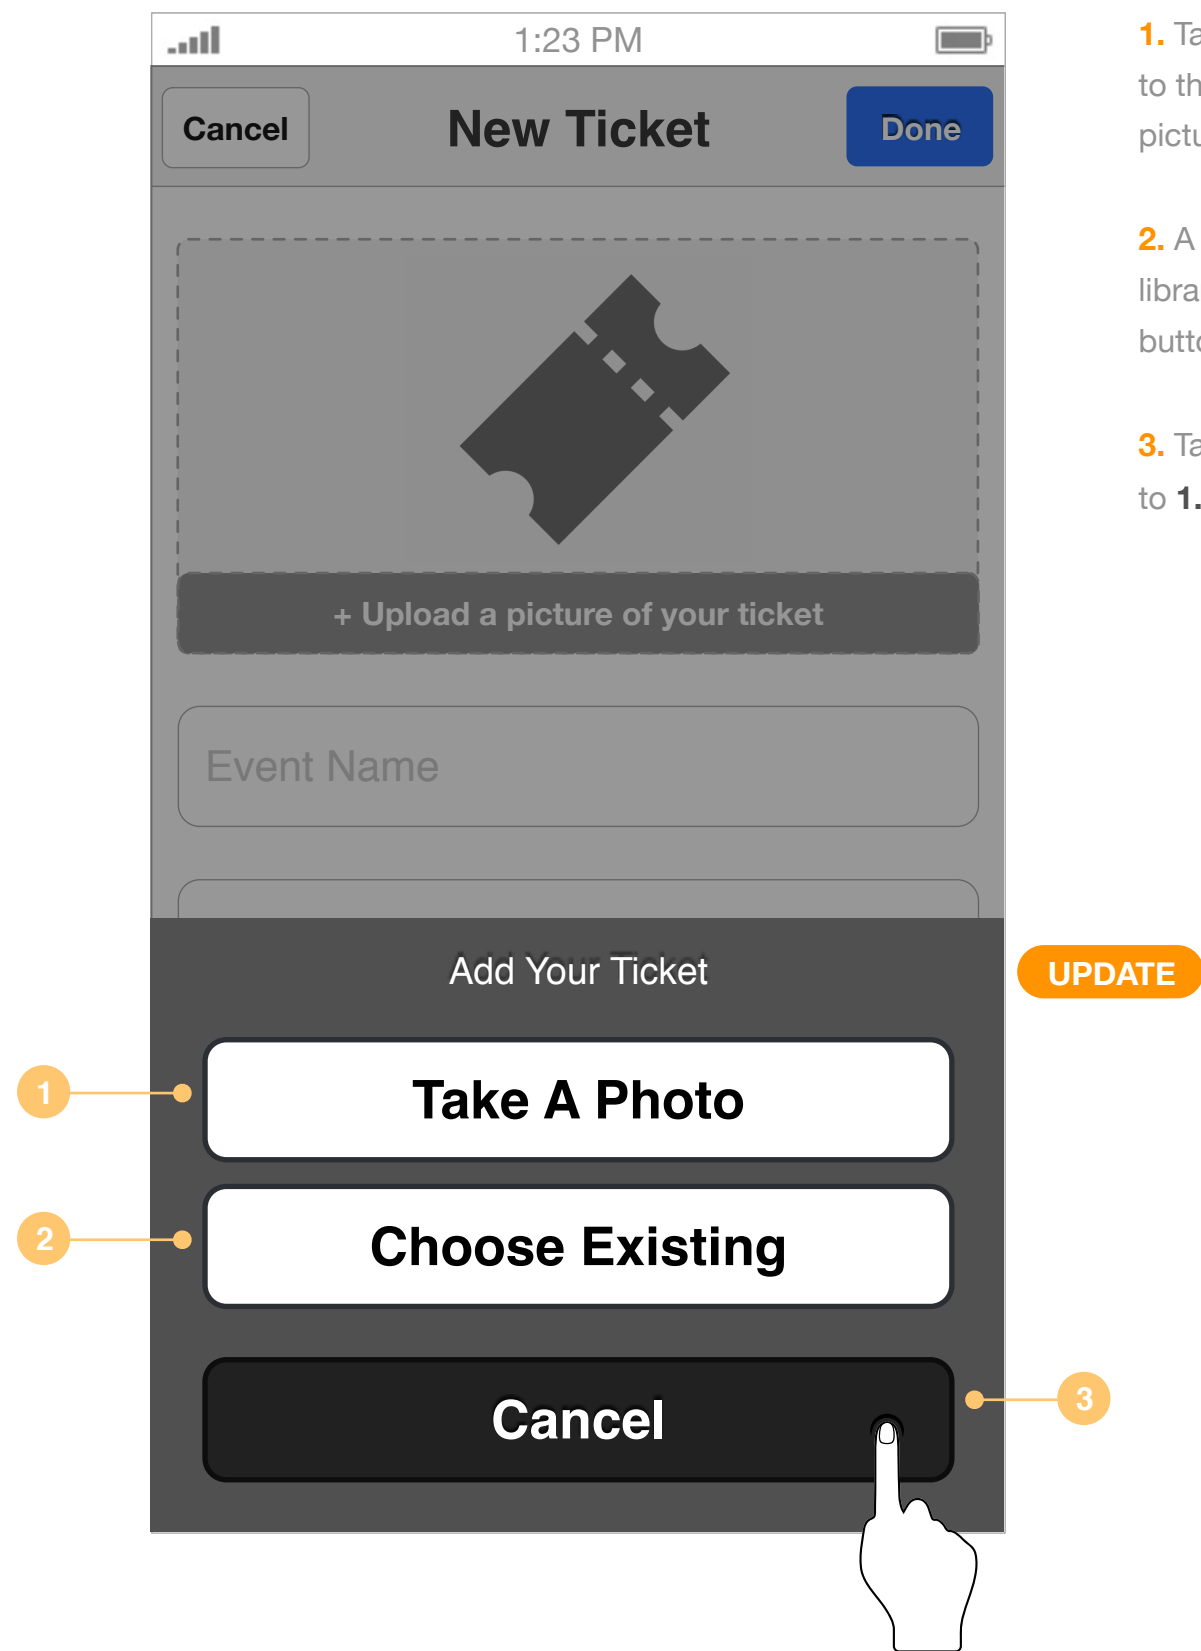 1:23 PM
Cancel
New Ticket
Done
+ Upload a picture of your ticket
Event Name
Add Your Ticket
UPDATE
1
Take A Photo
2
Choose Existing
Cancel
3
1.
to
2. A
3.
to 1.